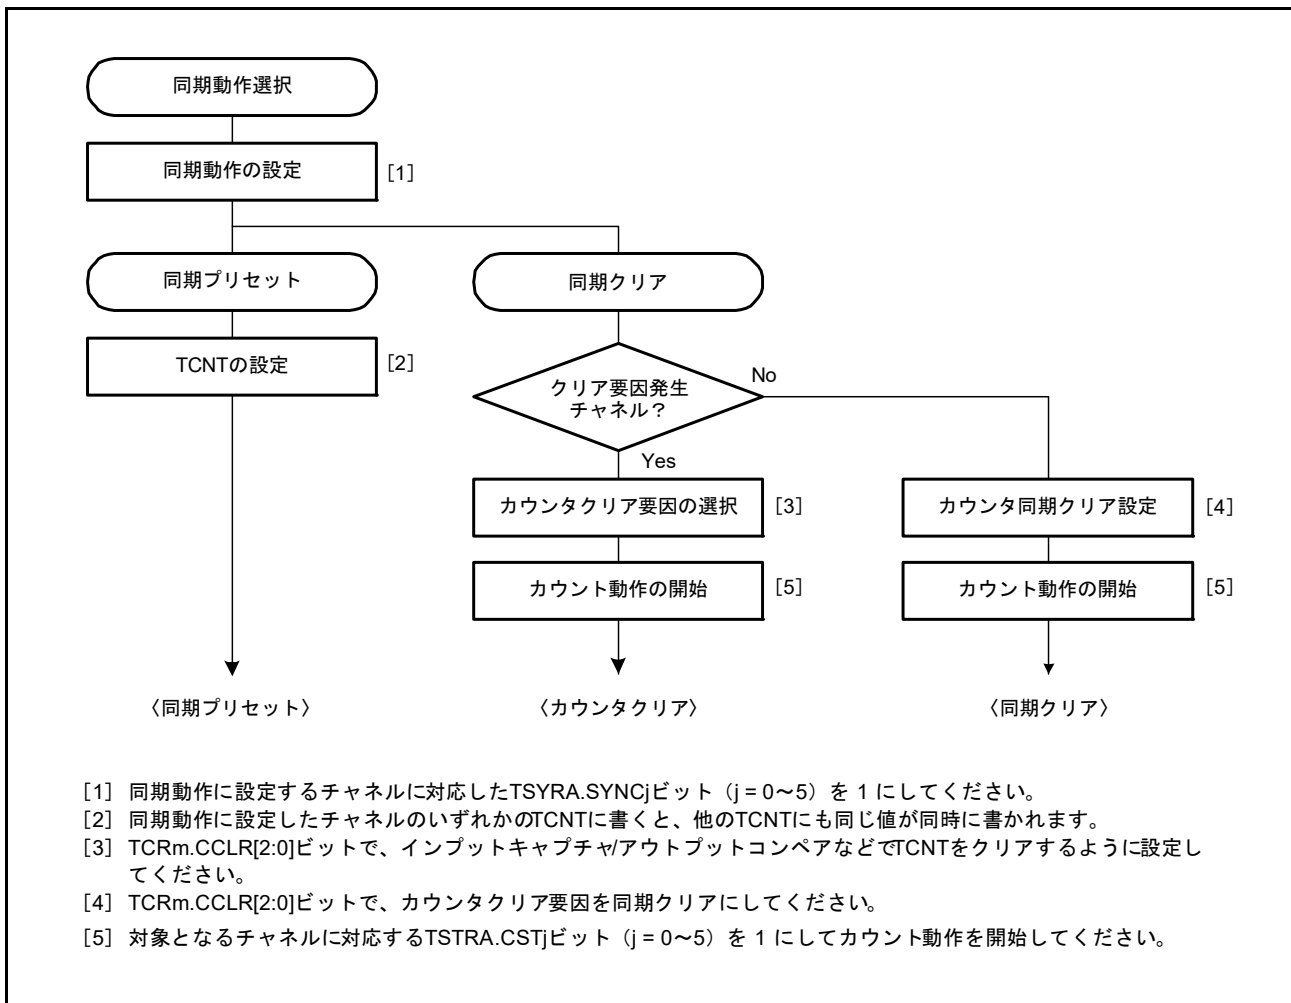 同期動作選択
同期動作の設定 [1]
同期プリセット
同期クリア
TCNTの設定 [2]
クリア要因発生
チャネル？
No
Yes
カウンタクリア要因の選択 [3]
カウンタ同期クリア設定 [4]
カウント動作の開始 [5]
カウント動作の開始 [5]
〈同期プリセット〉
〈カウンタクリア〉
〈同期クリア〉
[1] 同期動作に設定するチャネルに対応したTSYRA.SYNCjビット（j = 0～5）を 1 にしてください。
[2] 同期動作に設定したチャネルのいずれかのTCNTに書くと、他のTCNTにも同じ値が同時に書かれます。
[3] TCRm.CCLR[2:0]ビットで、インプットキャプチャ/アウトプットコンペアなどでTCNTをクリアするように設定し
てください。
[4] TCRm.CCLR[2:0]ビットで、カウンタクリア要因を同期クリアにしてください。
[5] 対象となるチャネルに対応するTSTRA.CSTjビット（j = 0～5）を 1 にしてカウント動作を開始してください。